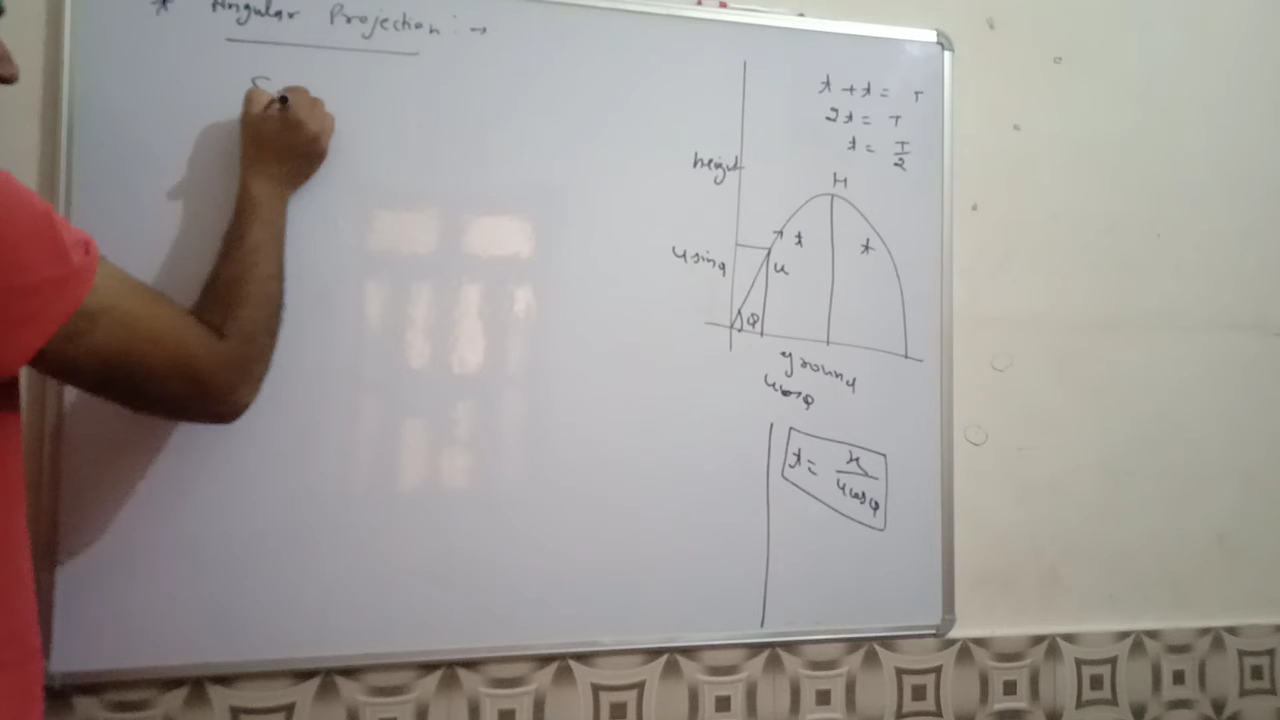 * Angular Projection :→
S
t + t = T
2t = T
t = T/2
height
H
t
t
u sinφ
u
φ
ground
u cosφ
t = x/u cosφ